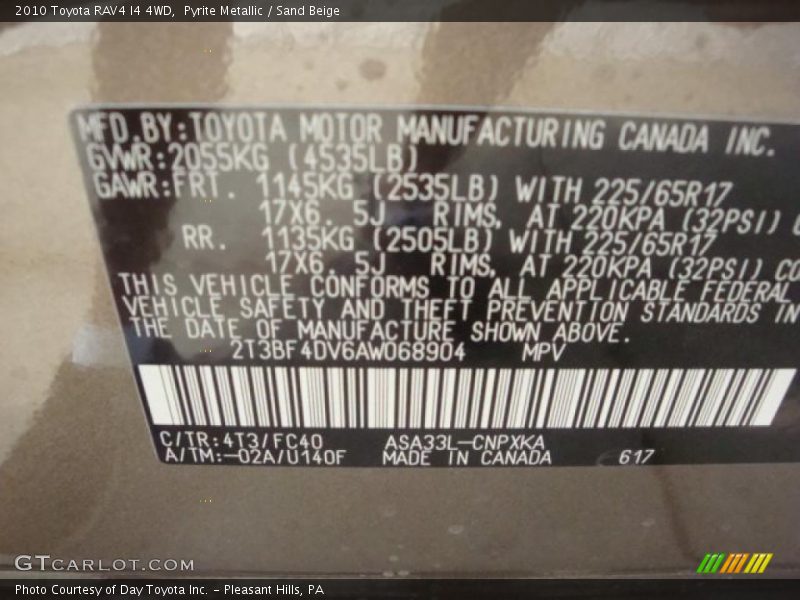 2010 Toyota RAV4 I4 4WD, Pyrite Metallic / Sand Beige
MFD.BY:TOYOTA MOTOR MANUFACTURING CANADA INC.
GVWR:2055KG (4535LB)
GAWR:FRT. 1145KG (2535LB) WITH 225/65R17
17X6. 5J RIMS, AT 220KPA (32PSI)
RR. 1135KG (2505LB) WITH 225/65R17
17X6. 5J RIMS, AT 220KPA (32PSI) CO
THIS VEHICLE CONFORMS TO ALL APPLICABLE FEDERAL
VEHICLE SAFETY AND THEFT PREVENTION STANDARDS IN
THE DATE OF MANUFACTURE SHOWN ABOVE.
2T3BF4DV6AW068904 MPV
C/TR:4T3/FC40 ASA33L-CNPXKA
A/TM:-02A/U140F MADE IN CANADA 617
GTCARLOT.COM
Photo Courtesy of Day Toyota Inc. - Pleasant Hills, PA